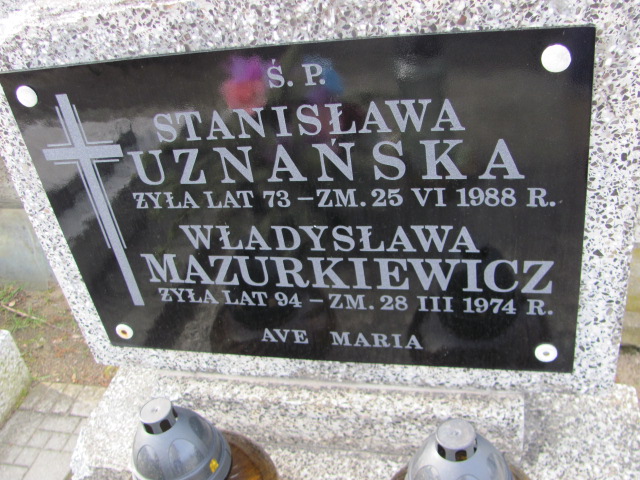 Ś. P.
STANISŁAWA
UZNAŃSKA
ŻYŁA LAT 73 – ZM. 25 VI 1988 R.
WŁADYSŁAWA
MAZURKIEWICZ
ŻYŁA LAT 94 – ZM. 28 III 1974 R.
AVE MARIA